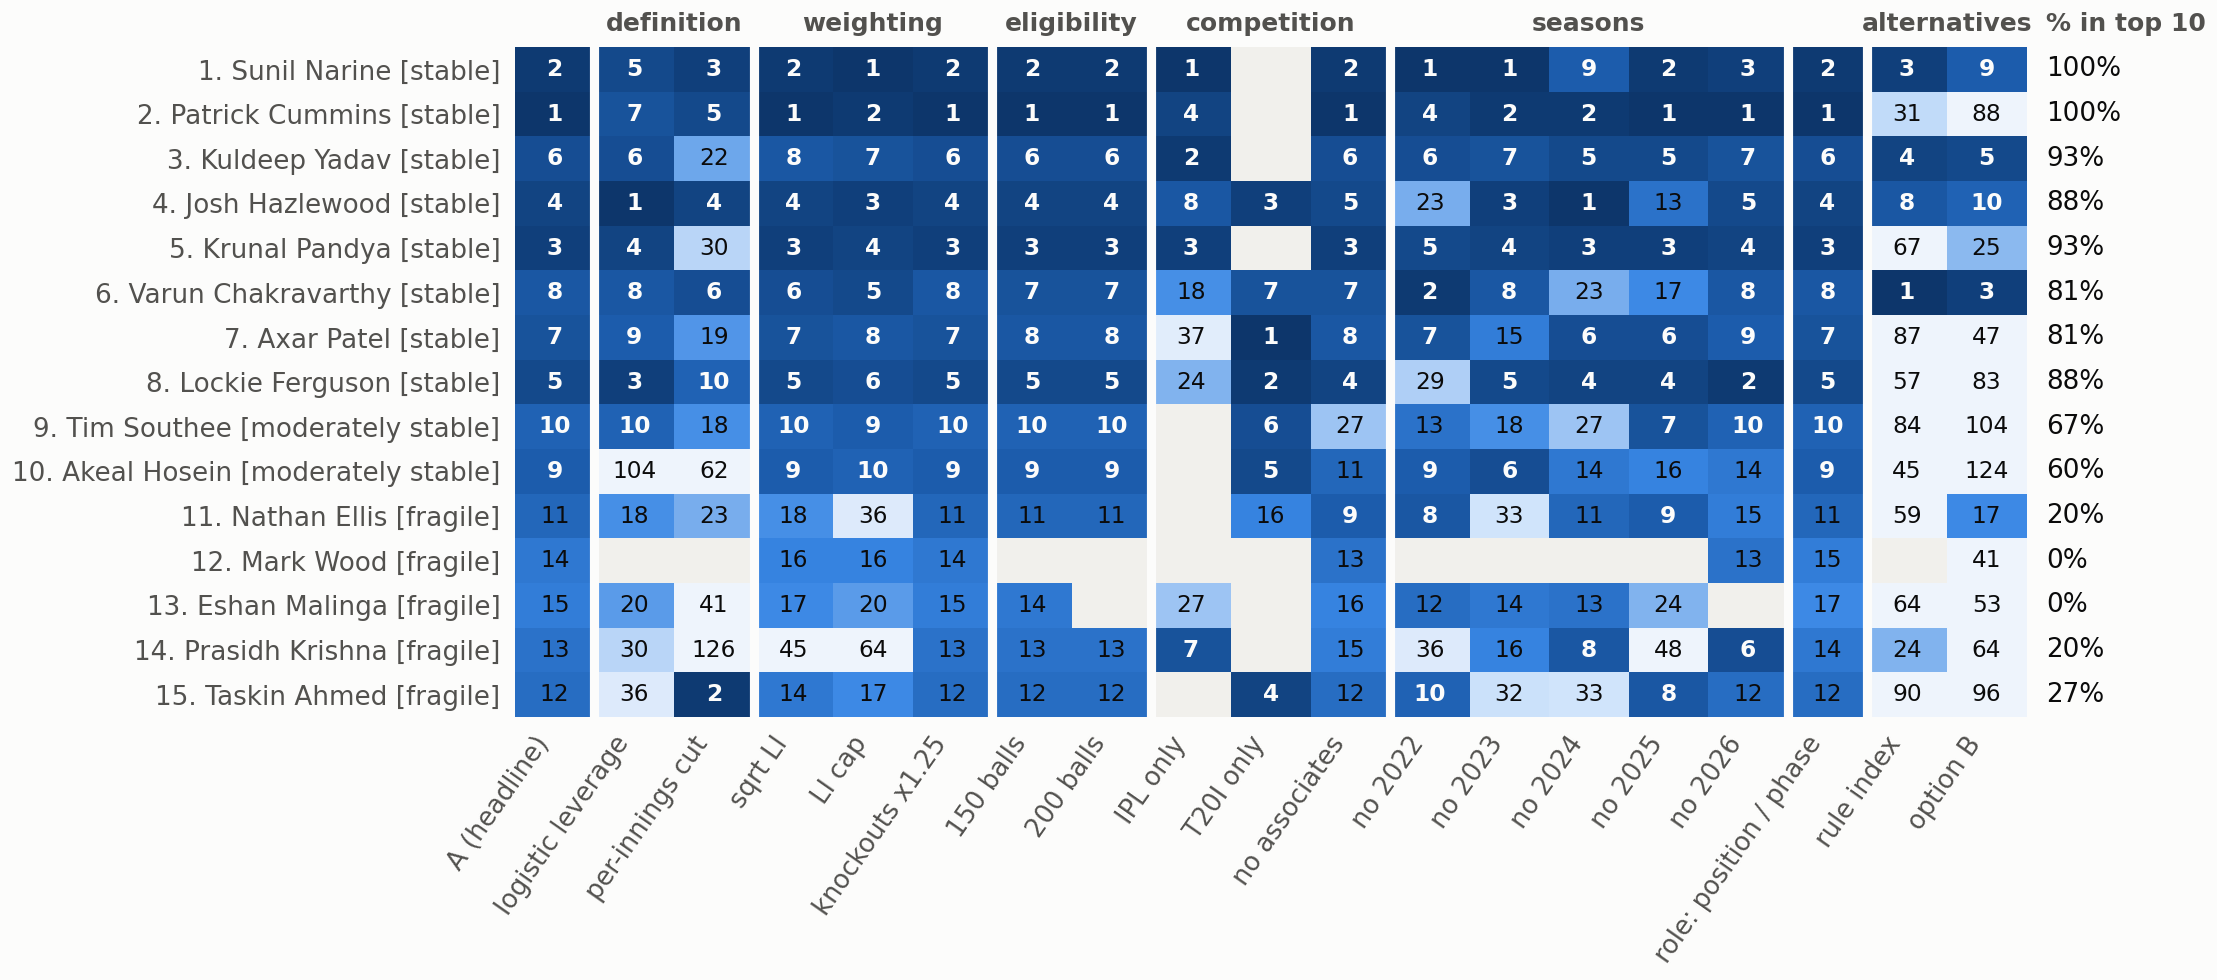 definition weighting eligibility competition seasons alternatives % in top 10
1. Sunil Narine [stable] 2 5 3 2 1 2 2 2 1 2 1 1 9 2 3 2 3 9 100%
2. Patrick Cummins [stable] 1 7 5 1 2 1 1 1 4 1 4 2 2 1 1 1 31 88 100%
3. Kuldeep Yadav [stable] 6 6 22 8 7 6 6 6 2 6 6 7 5 5 7 6 4 5 93%
4. Josh Hazlewood [stable] 4 1 4 4 3 4 4 4 8 3 5 23 3 1 13 5 4 8 10 88%
5. Krunal Pandya [stable] 3 4 30 3 4 3 3 3 3 3 5 4 3 3 4 3 67 25 93%
6. Varun Chakravarthy [stable] 8 8 6 6 5 8 7 7 18 7 7 2 8 23 17 8 8 1 3 81%
7. Axar Patel [stable] 7 9 19 7 8 7 8 8 37 1 8 7 15 6 6 9 7 87 47 81%
8. Lockie Ferguson [stable] 5 3 10 5 6 5 5 5 24 2 4 29 5 4 4 2 5 57 83 88%
9. Tim Southee [moderately stable] 10 10 18 10 9 10 10 10 6 27 13 18 27 7 10 10 84 104 67%
10. Akeal Hosein [moderately stable] 9 104 62 9 10 9 9 9 5 11 9 6 14 16 14 9 45 124 60%
11. Nathan Ellis [fragile] 11 18 23 18 36 11 11 11 16 9 8 33 11 9 15 11 59 17 20%
12. Mark Wood [fragile] 14 16 16 14 13 13 15 41 0%
13. Eshan Malinga [fragile] 15 20 41 17 20 15 14 27 16 12 14 13 24 17 64 53 0%
14. Prasidh Krishna [fragile] 13 30 126 45 64 13 13 13 7 15 36 16 8 48 6 14 24 64 20%
15. Taskin Ahmed [fragile] 12 36 2 14 17 12 12 12 4 12 10 32 33 8 12 12 90 96 27%
A (headline)
logistic leverage
per-innings cut
sqrt LI
LI cap
knockouts x1.25
150 balls
200 balls
IPL only
T20I only
no associates
no 2022
no 2023
no 2024
no 2025
no 2026
role: position / phase
rule index
option B